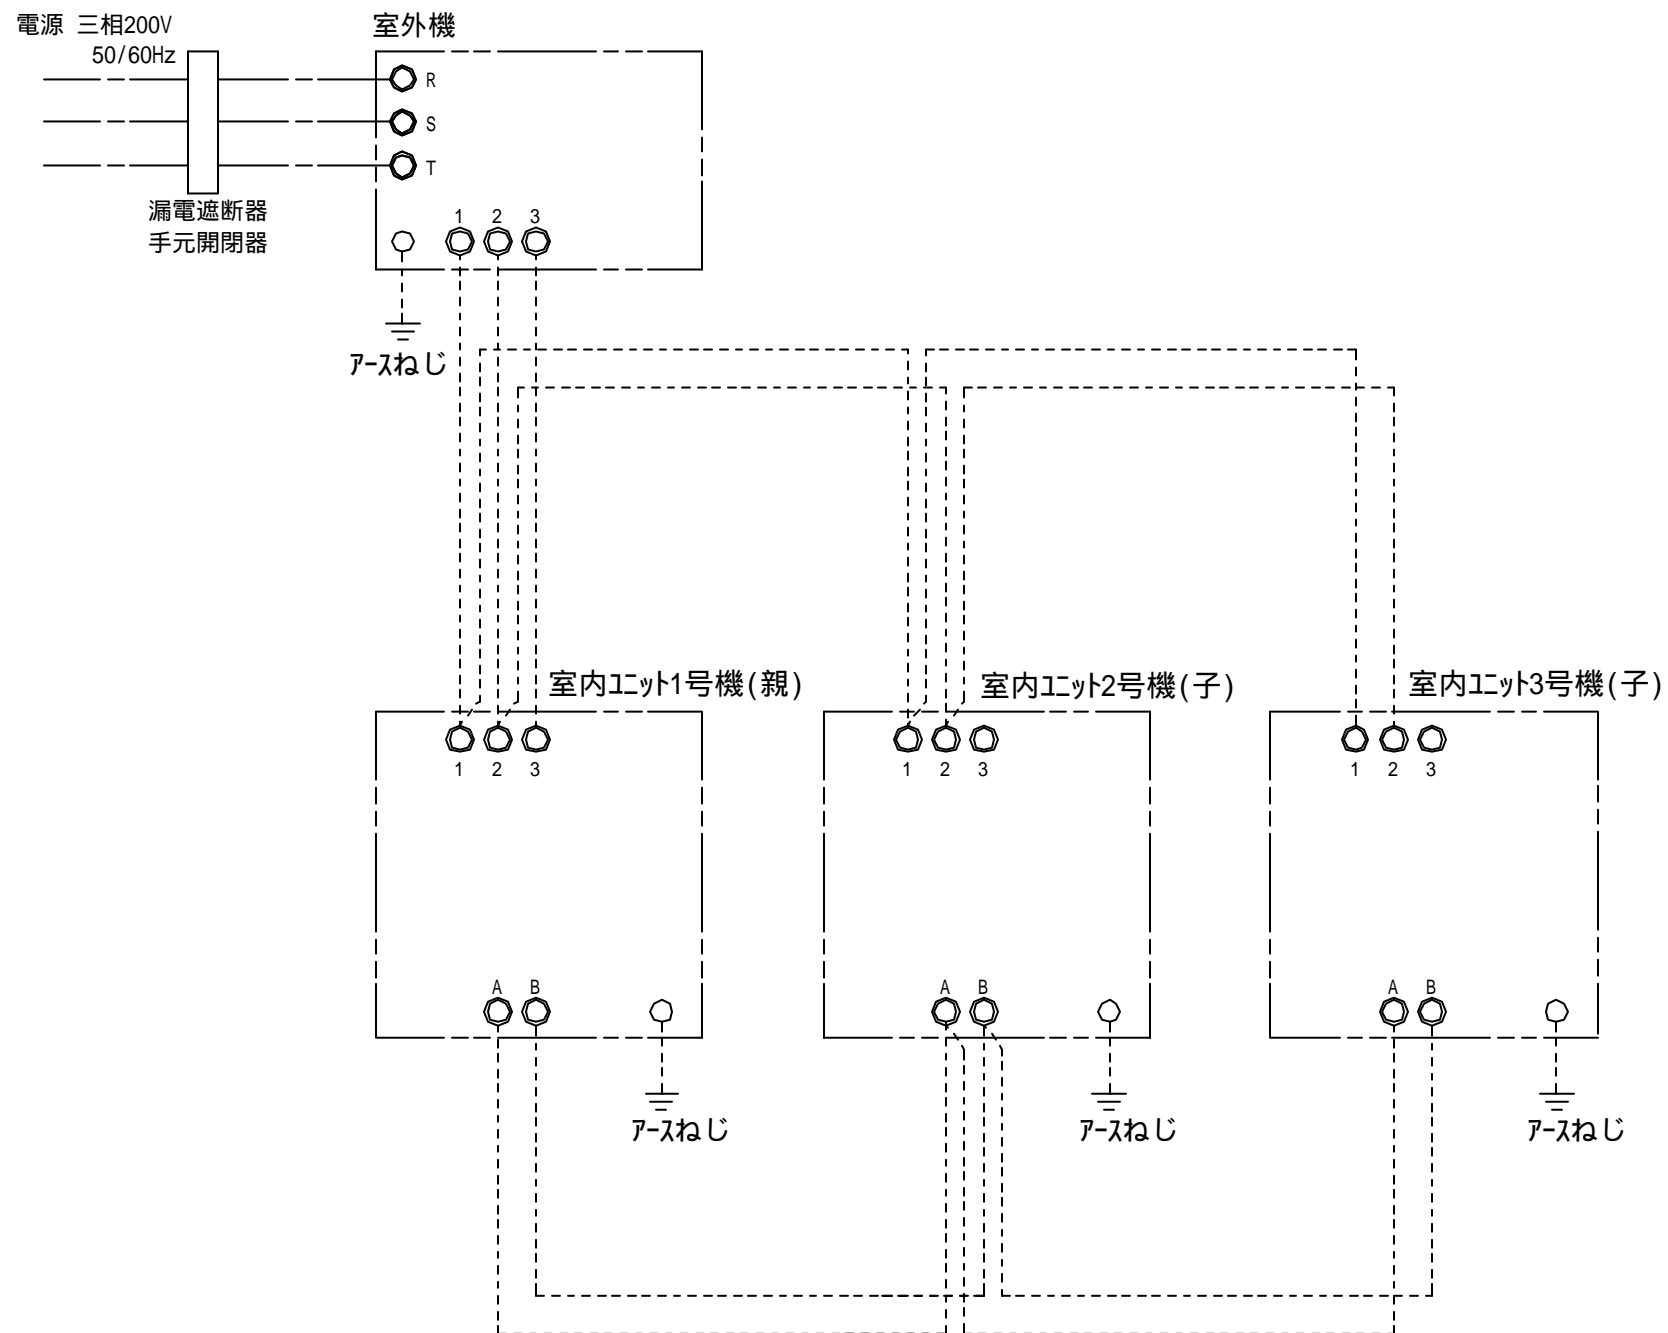 電源 三相200V
50/60Hz
室外機
R
S
T
漏電遮断器
手元開閉器
1 2 3
ｱｰｽねじ
室内ﾕﾆｯﾄ1号機(親)
室内ﾕﾆｯﾄ2号機(子)
室内ﾕﾆｯﾄ3号機(子)
1 2 3
1 2 3
1 2 3
A B
A B
A B
ｱｰｽねじ
ｱｰｽねじ
ｱｰｽねじ